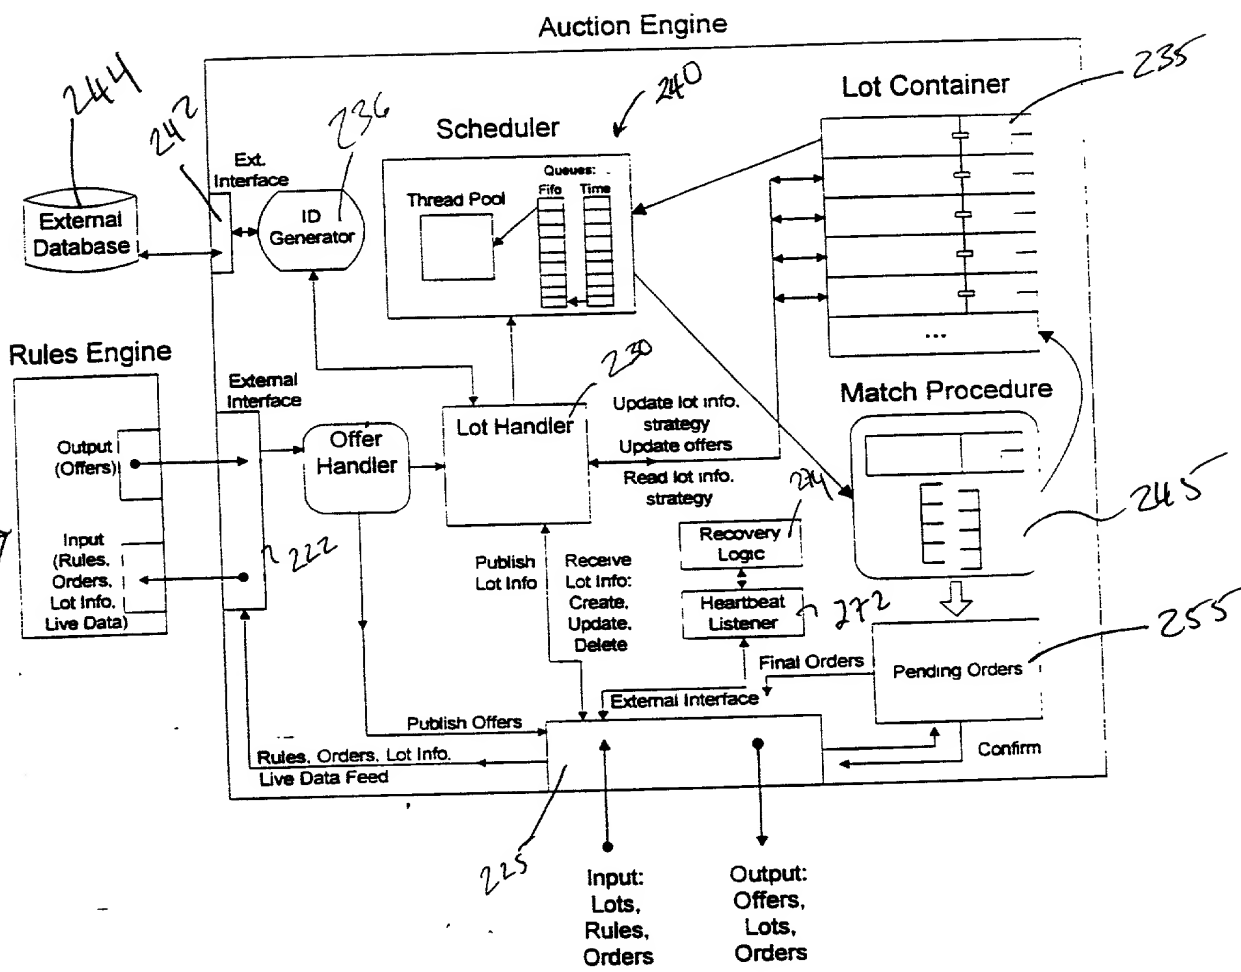 Auction Engine
244
242
236
240
235
Scheduler
Lot Container
Ext.
Interface
External
Database
ID
Generator
Queues:
Thread Pool
Fifo
Time
...
Rules Engine
External
Interface
Output
(Offers)
Input
(Rules,
Orders,
Lot Info,
Live Data)
222
Offer
Handler
Lot Handler
230
Update lot info.
strategy
Update offers
Read lot info.
strategy
Match Procedure
245
274
Recovery
Logic
Heartbeat
Listener
272
Publish
Lot Info
Receive
Lot Info:
Create,
Update,
Delete
Final Orders
Pending Orders
255
External Interface
Publish Offers
Rules, Orders, Lot Info.
Live Data Feed
Confirm
225
Input:
Lots,
Rules,
Orders
Output:
Offers,
Lots,
Orders